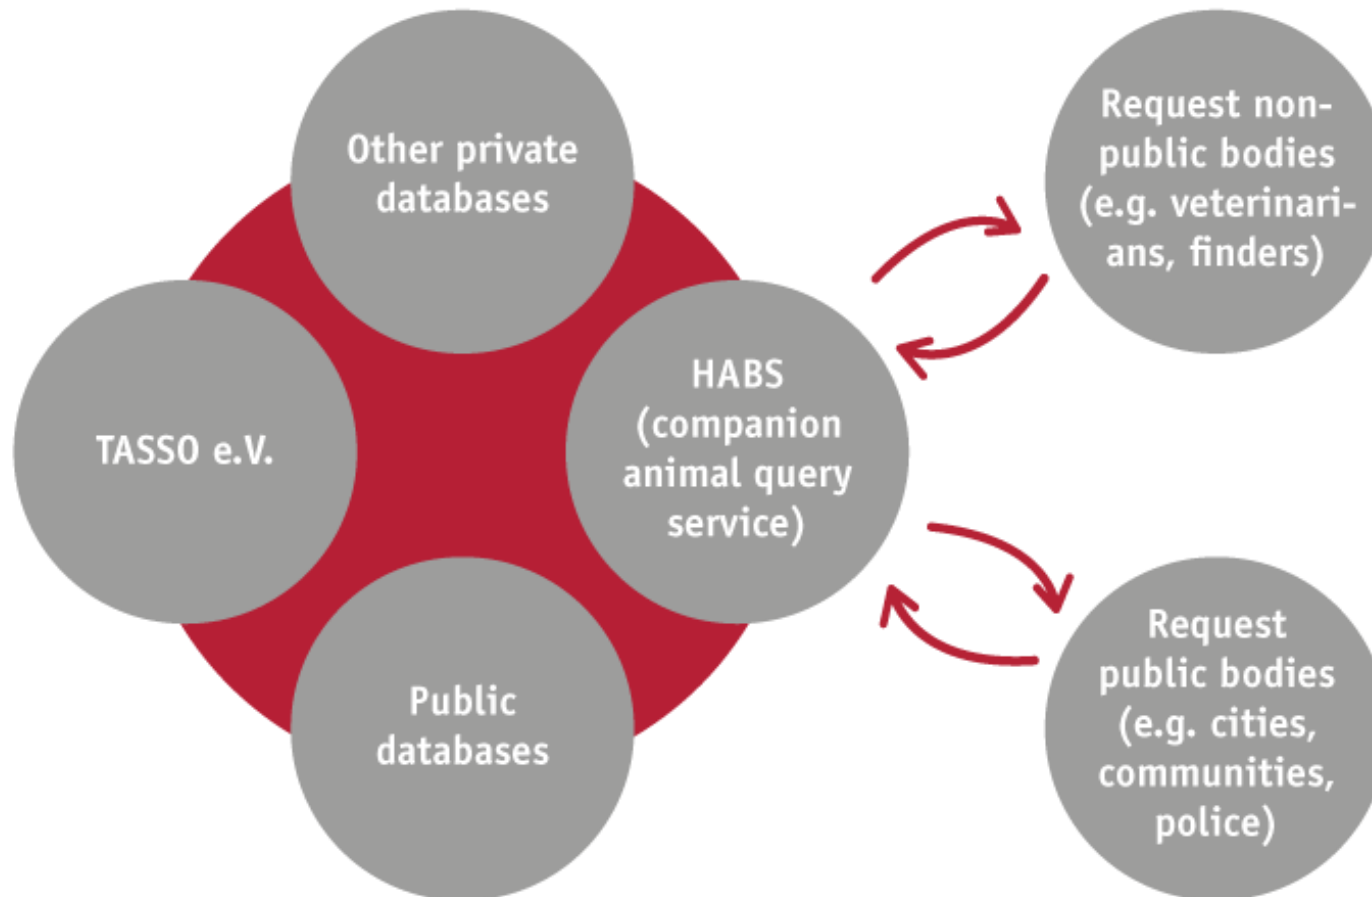 Other private
databases
Request non-
public bodies
(e.g. veterinari-
ans, finders)
TASSO e.V.
HABS
(companion
animal query
service)
Public
databases
Request
public bodies
(e.g. cities,
communities,
police)